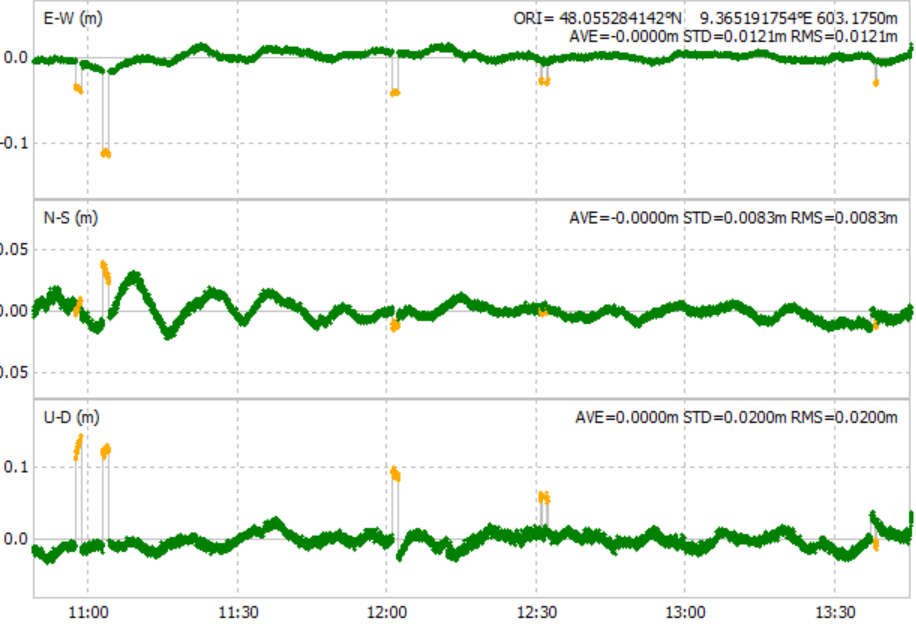 E-W (m)
ORI= 48.055284142°N 9.365191754°E 603.1750m
AVE=-0.0000m STD=0.0121m RMS=0.0121m
0.0
-0.1
N-S (m)
AVE=-0.0000m STD=0.0083m RMS=0.0083m
0.05
0.00
0.05
U-D (m)
AVE=0.0000m STD=0.0200m RMS=0.0200m
0.1
0.0
11:00 11:30 12:00 12:30 13:00 13:30